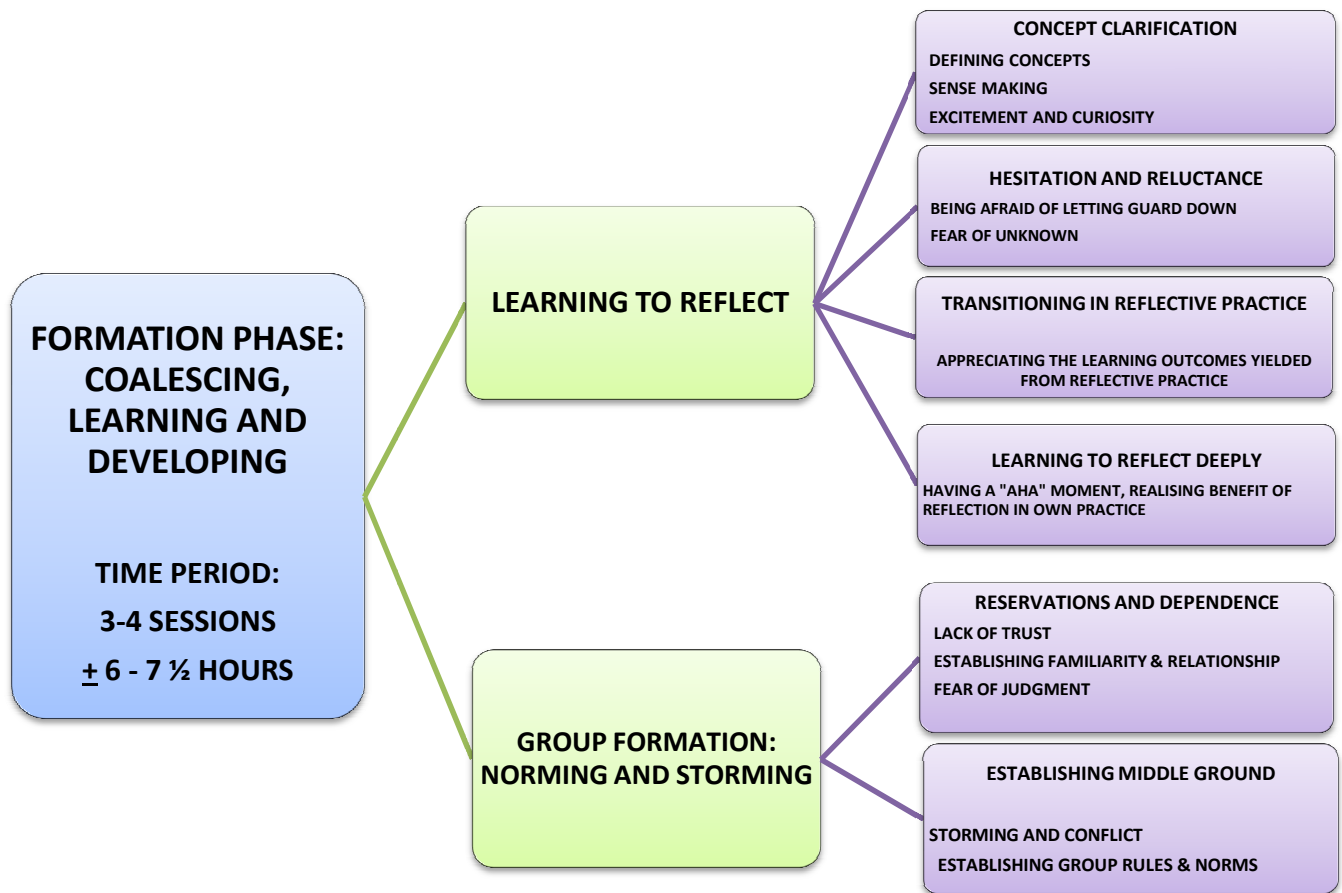 FORMATION PHASE:
COALESCING,
LEARNING AND
DEVELOPING
TIME PERIOD:
3-4 SESSIONS
± 6 - 7 ½ HOURS
LEARNING TO REFLECT
CONCEPT CLARIFICATION
DEFINING CONCEPTS
SENSE MAKING
EXCITEMENT AND CURIOSITY
HESITATION AND RELUCTANCE
BEING AFRAID OF LETTING GUARD DOWN
FEAR OF UNKNOWN
TRANSITIONING IN REFLECTIVE PRACTICE
APPRECIATING THE LEARNING OUTCOMES YIELDED
FROM REFLECTIVE PRACTICE
LEARNING TO REFLECT DEEPLY
HAVING A "AHA" MOMENT, REALISING BENEFIT OF
REFLECTION IN OWN PRACTICE
GROUP FORMATION:
NORMING AND STORMING
RESERVATIONS AND DEPENDENCE
LACK OF TRUST
ESTABLISHING FAMILIARITY & RELATIONSHIP
FEAR OF JUDGMENT
ESTABLISHING MIDDLE GROUND
STORMING AND CONFLICT
ESTABLISHING GROUP RULES & NORMS